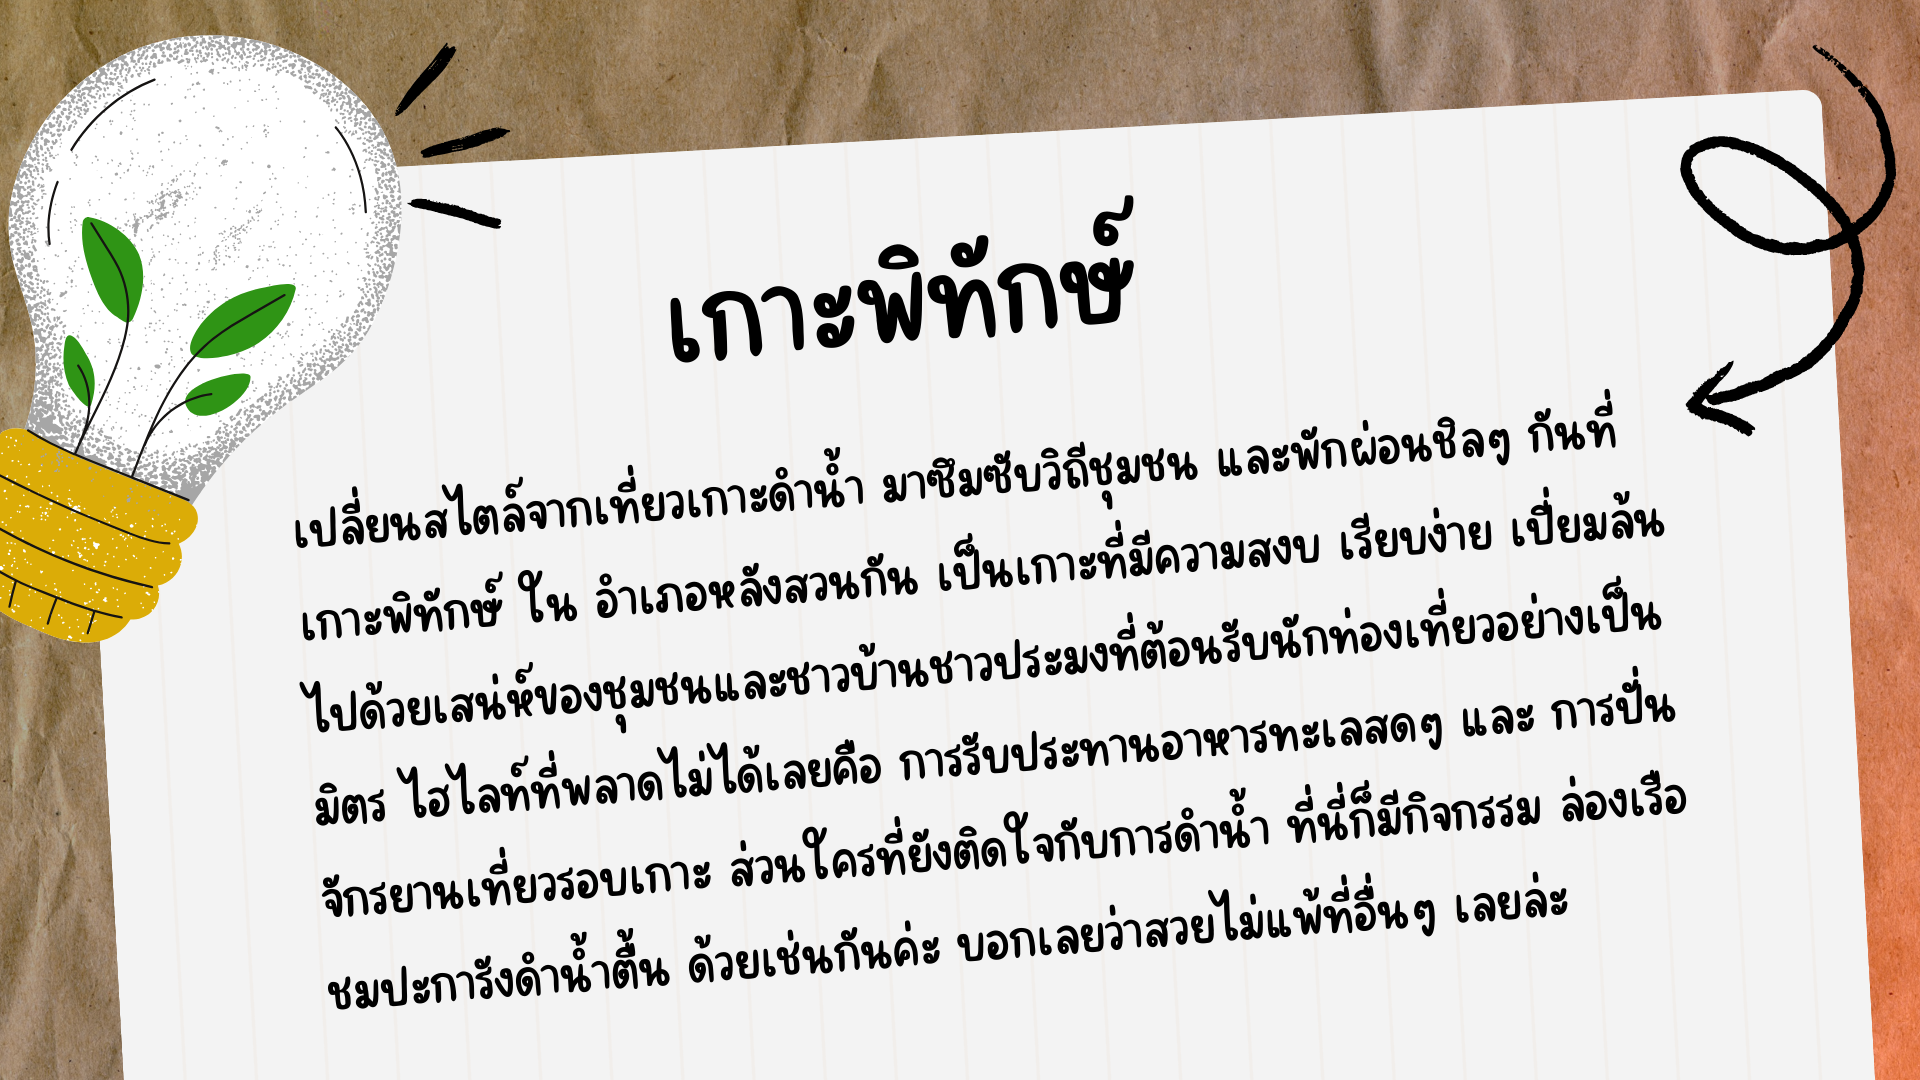 เกาะพิทักษ์
เปลี่ยนสไตล์จากเที่ยวเกาะดำน้ำ มาซึมซับวิถีชุมชน และพักผ่อนชิลๆ กันที่
เกาะพิทักษ์ ใน อำเภอหลังสวนกัน เป็นเกาะที่มีความสงบ เรียบง่าย เปี่ยมล้น
ไปด้วยเสน่ห์ของชุมชนและชาวบ้านชาวประมงที่ต้อนรับนักท่องเที่ยวอย่างเป็น
มิตร ไฮไลท์ที่พลาดไม่ได้เลยคือ การรับประทานอาหารทะเลสดๆ และ การปั่น
จักรยานเที่ยวรอบเกาะ ส่วนใครที่ยังติดใจกับการดำน้ำ ที่นี่ก็มีกิจกรรม ล่องเรือ
ชมปะการังดำน้ำตื้น ด้วยเช่นกันค่ะ บอกเลยว่าสวยไม่แพ้ที่อื่นๆ เลยล่ะ